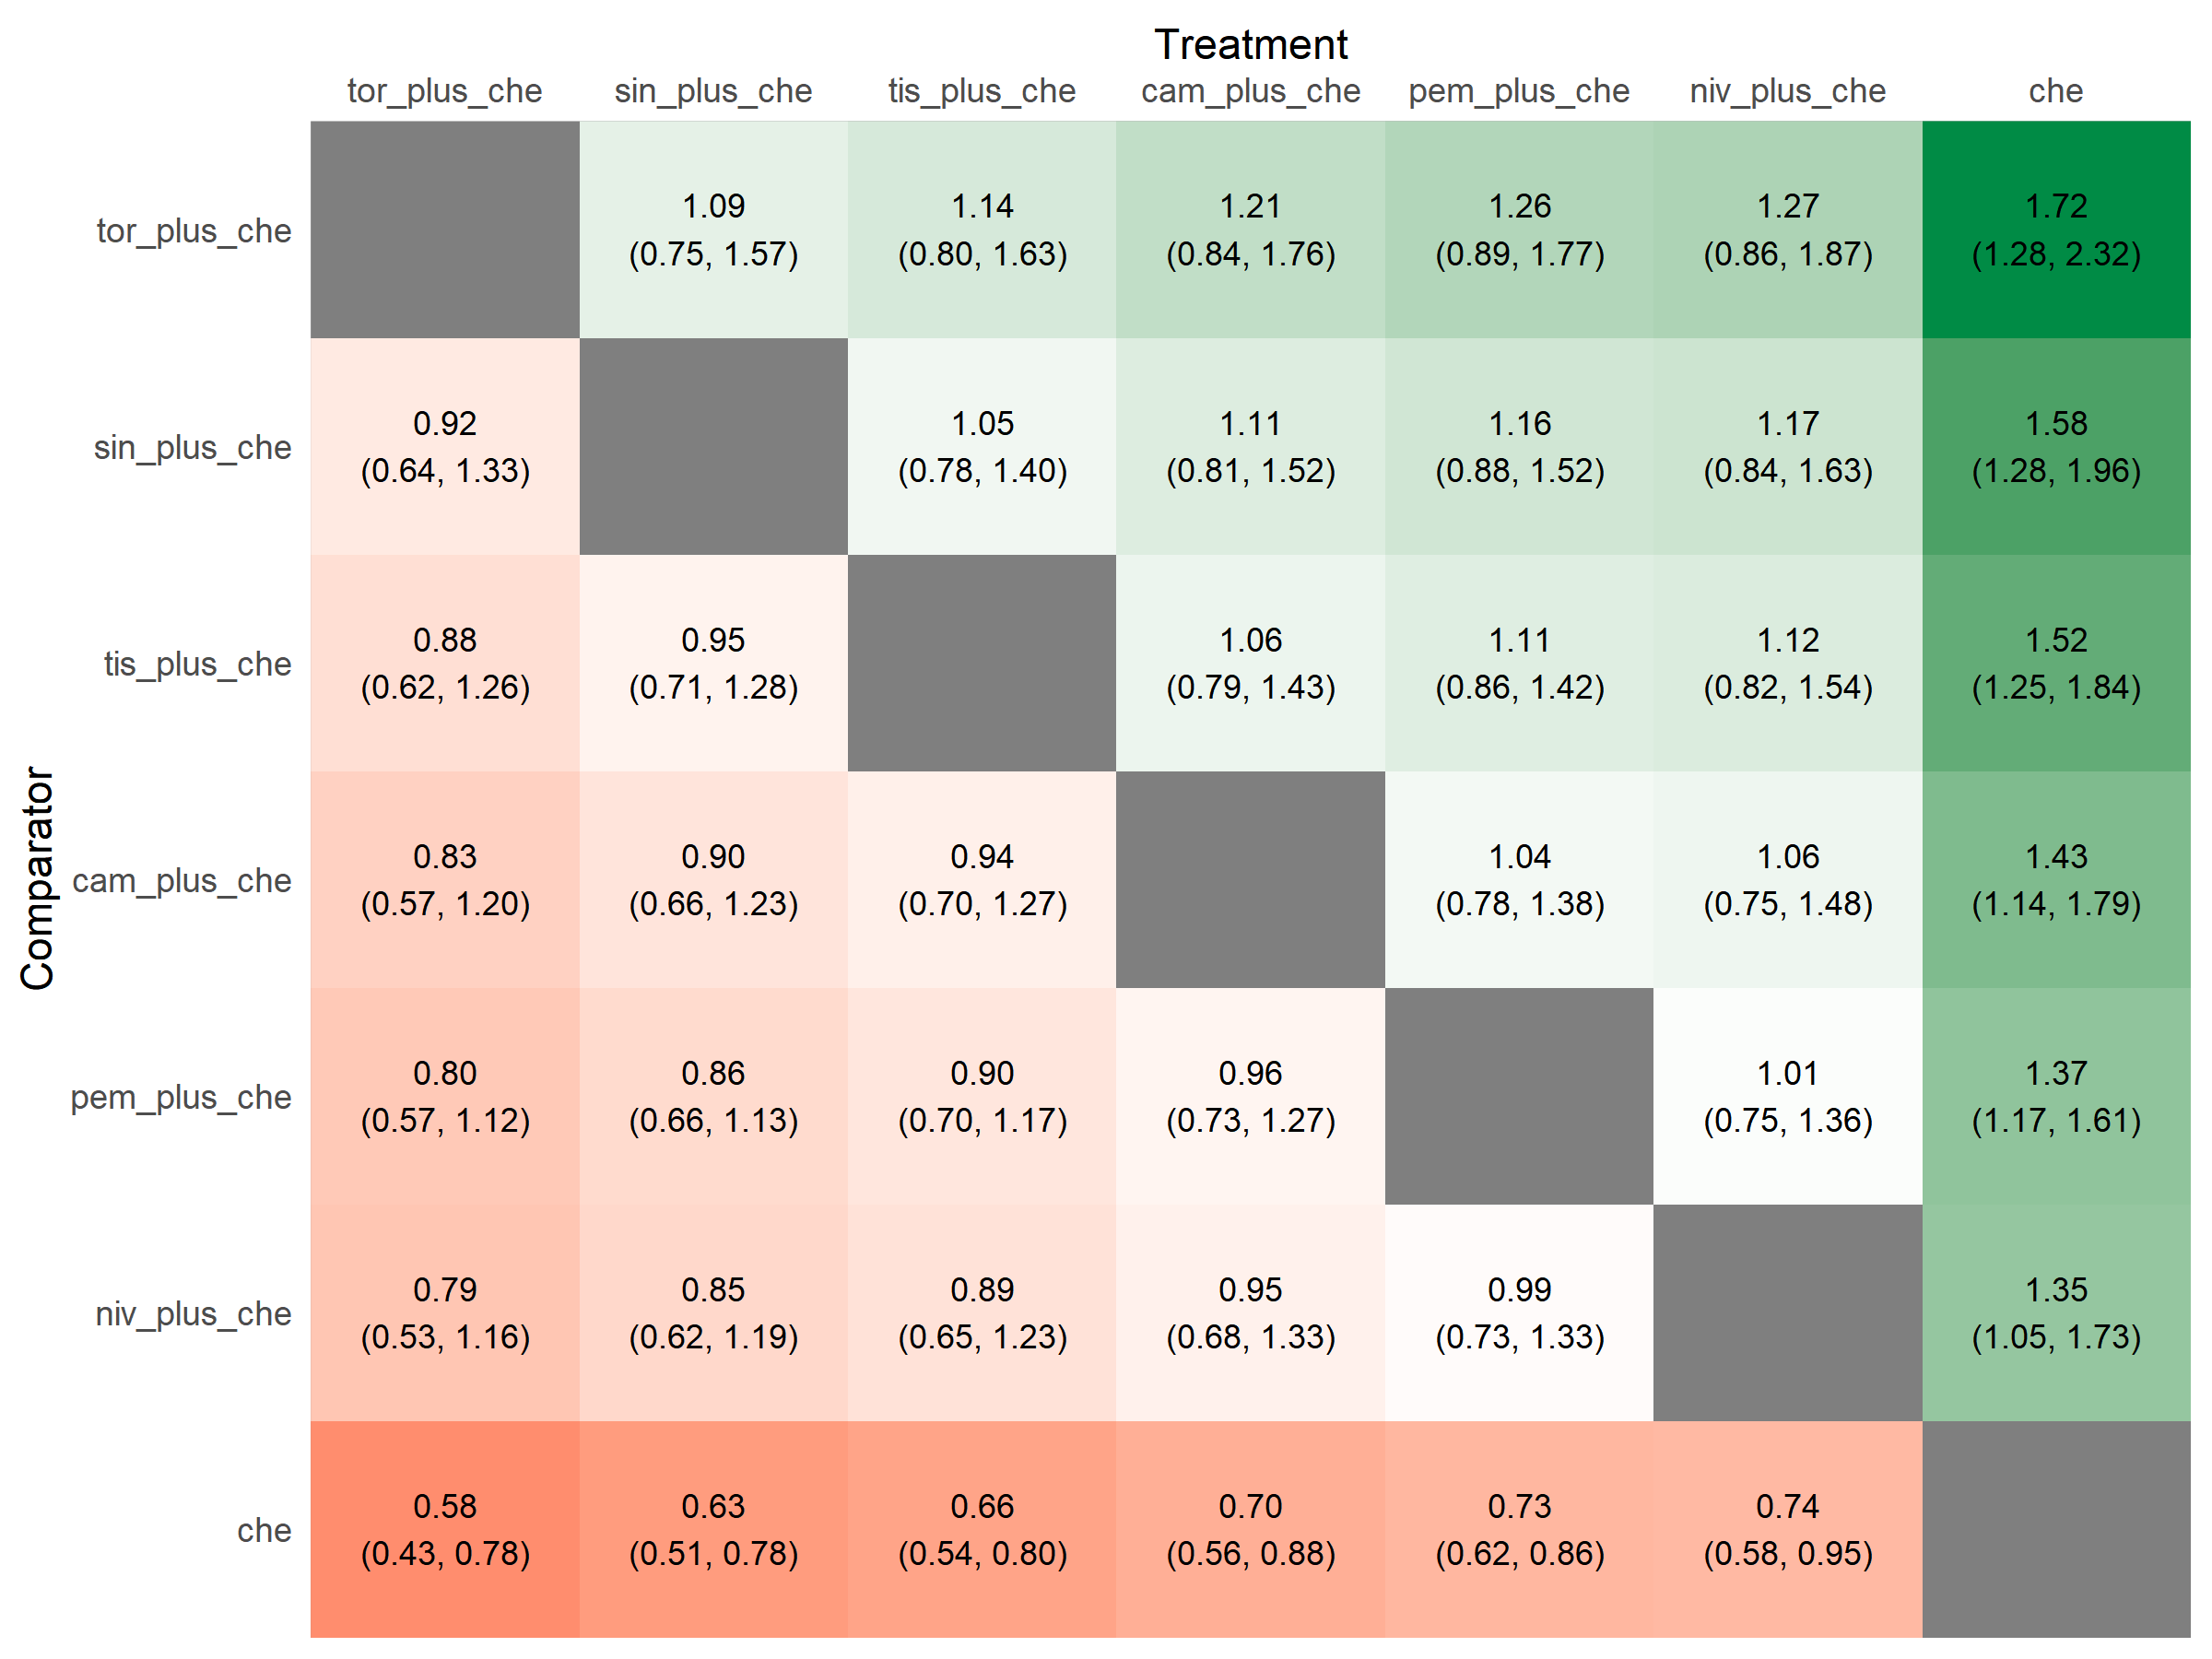 Treatment
tor_plus_che sin_plus_che tis_plus_che cam_plus_che pem_plus_che niv_plus_che che
Comparator
tor_plus_che
1.09 1.14 1.21 1.26 1.27 1.72
(0.75, 1.57) (0.80, 1.63) (0.84, 1.76) (0.89, 1.77) (0.86, 1.87) (1.28, 2.32)
sin_plus_che
0.92 1.05 1.11 1.16 1.17 1.58
(0.64, 1.33) (0.78, 1.40) (0.81, 1.52) (0.88, 1.52) (0.84, 1.63) (1.28, 1.96)
tis_plus_che
0.88 0.95 1.06 1.11 1.12 1.52
(0.62, 1.26) (0.71, 1.28) (0.79, 1.43) (0.86, 1.42) (0.82, 1.54) (1.25, 1.84)
cam_plus_che
0.83 0.90 0.94 1.04 1.06 1.43
(0.57, 1.20) (0.66, 1.23) (0.70, 1.27) (0.78, 1.38) (0.75, 1.48) (1.14, 1.79)
pem_plus_che
0.80 0.86 0.90 0.96 1.01 1.37
(0.57, 1.12) (0.66, 1.13) (0.70, 1.17) (0.73, 1.27) (0.75, 1.36) (1.17, 1.61)
niv_plus_che
0.79 0.85 0.89 0.95 0.99 1.35
(0.53, 1.16) (0.62, 1.19) (0.65, 1.23) (0.68, 1.33) (0.73, 1.33) (1.05, 1.73)
che
0.58 0.63 0.66 0.70 0.73 0.74
(0.43, 0.78) (0.51, 0.78) (0.54, 0.80) (0.56, 0.88) (0.62, 0.86) (0.58, 0.95)